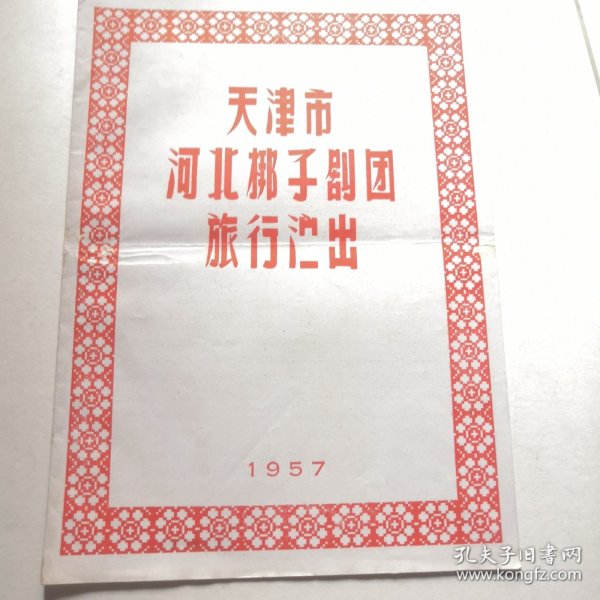 天津市
河北梆子剧团
旅行演出
1957
孔夫子旧书网
www.kongfz.com